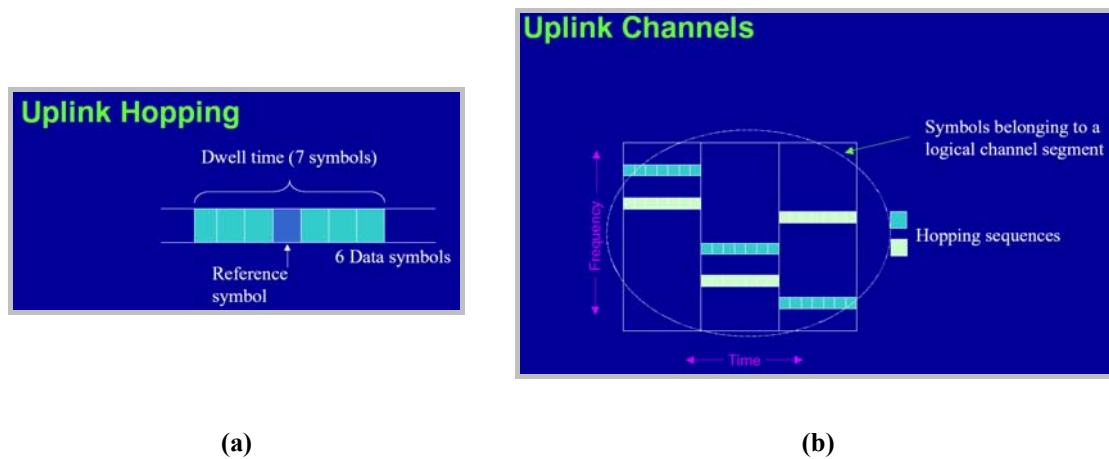 Uplink Hopping
Dwell time (7 symbols)
6 Data symbols
Reference
symbol
(a)
Uplink Channels
Symbols belonging to a
logical channel segment
Frequency
Hopping sequences
Time
(b)